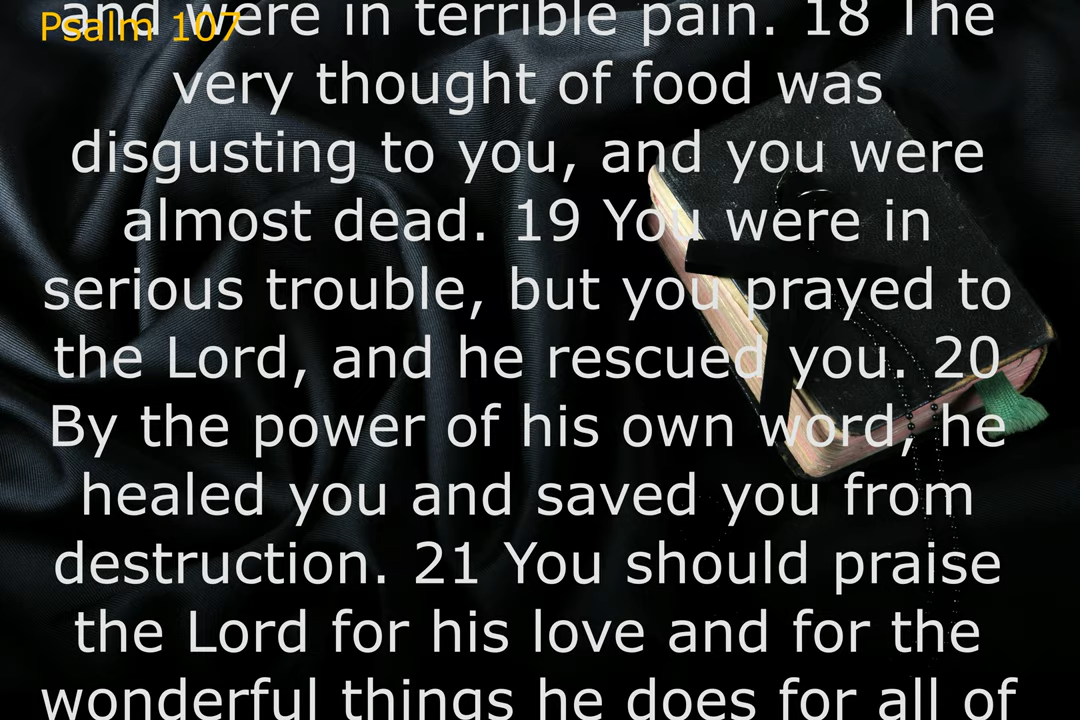 Psalm 107
and were in terrible pain. 18 The
very thought of food was
disgusting to you, and you were
almost dead. 19 You were in
serious trouble, but you prayed to
the Lord, and he rescued you. 20
By the power of his own word, he
healed you and saved you from
destruction. 21 You should praise
the Lord for his love and for the
wonderful things he does for all of